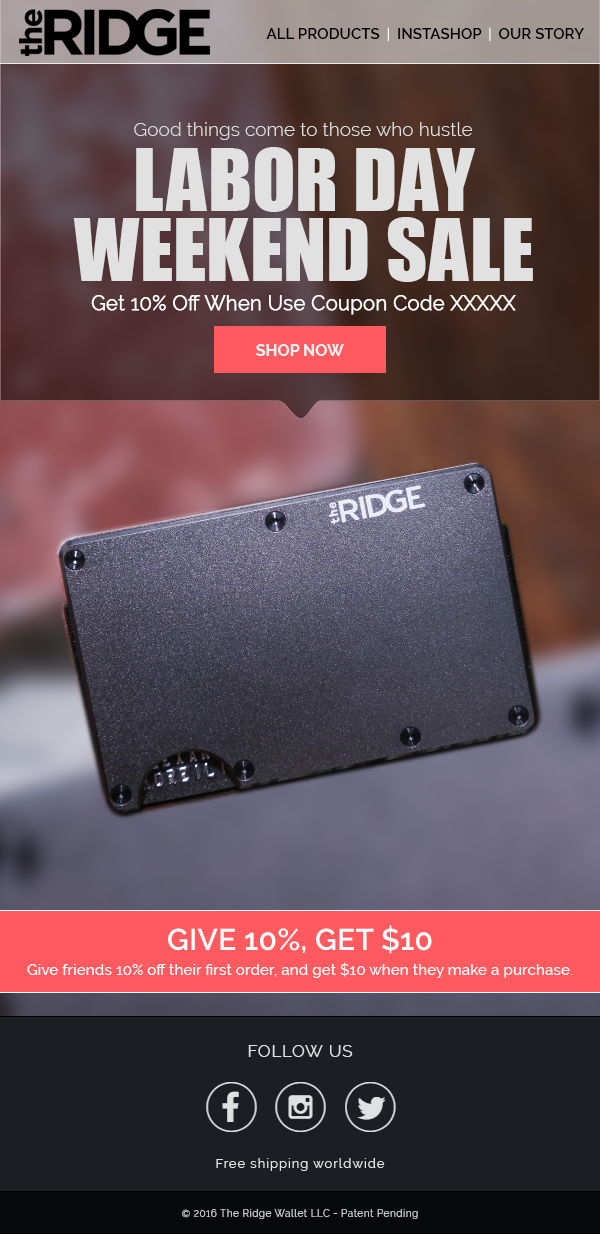 the RIDGE
ALL PRODUCTS | INSTASHOP | OUR STORY
Good things come to those who hustle
LABOR DAY
WEEKEND SALE
Get 10% Off When Use Coupon Code XXXXX
SHOP NOW
the RIDGE
GIVE 10%, GET $10
Give friends 10% off their first order, and get $10 when they make a purchase.
FOLLOW US
Free shipping worldwide
© 2016 The Ridge Wallet LLC - Patent Pending